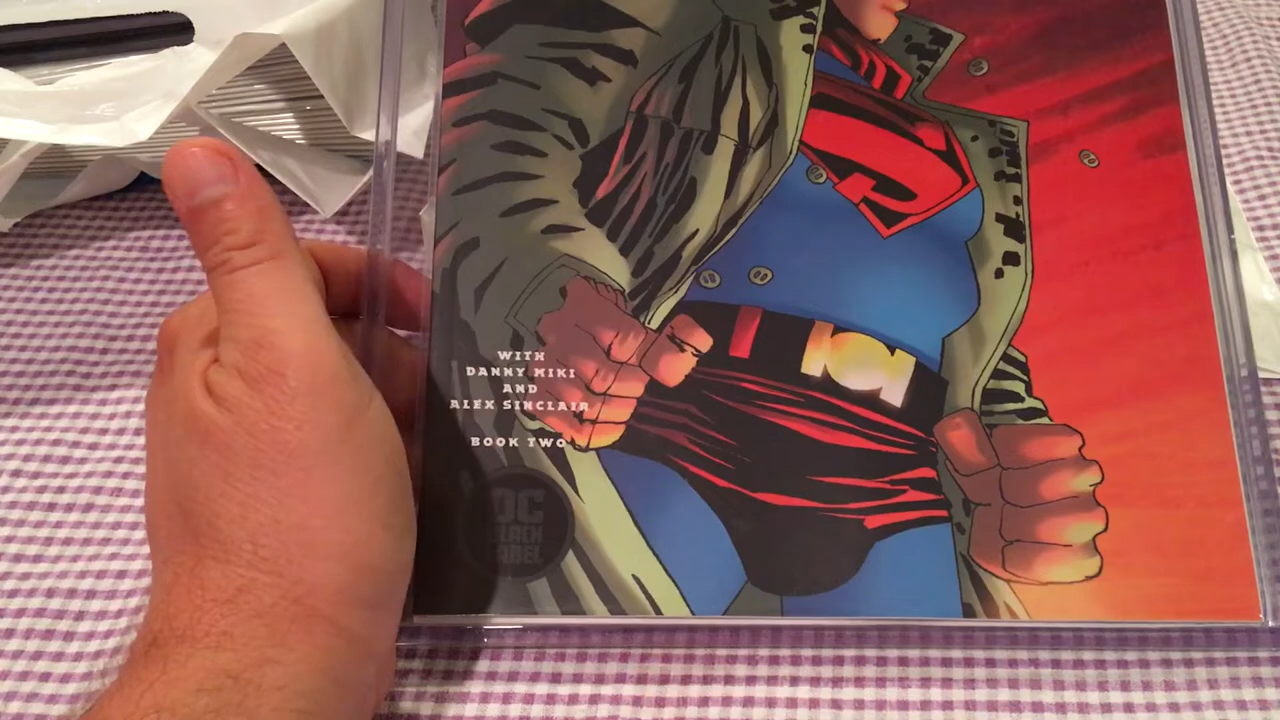 WITH
DANNY MIKI
AND
ALEX SINCLAIR
BOOK TWO
DC
BLACK
LABEL